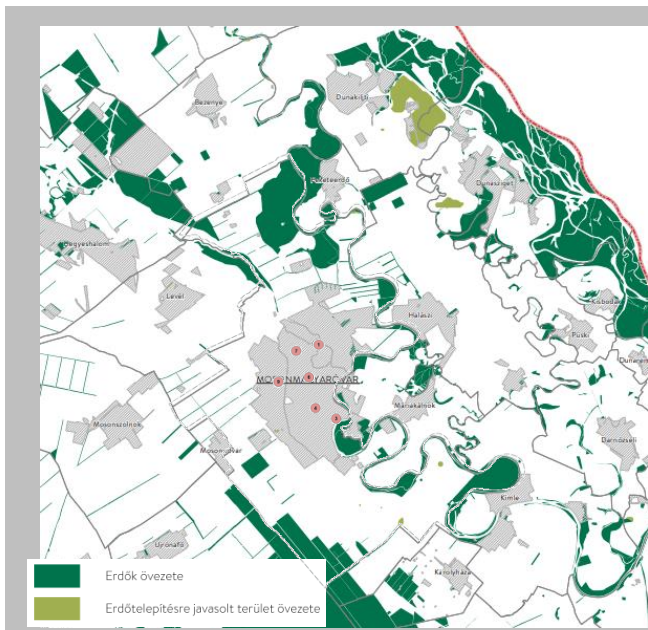 Bezenye
Dunakiliti
Feketeerdő
Dunasziget
Hegyeshalom
Levél
Halászi
Kisbodak
Püski
MOSONMAGYARÓVÁR
Máriakálnok
Mosonszolnok
Mosonudvar
Darnózseli
Kimle
Újrónafő
Károlyháza
Erdők övezete
Erdőtelepítésre javasolt terület övezete